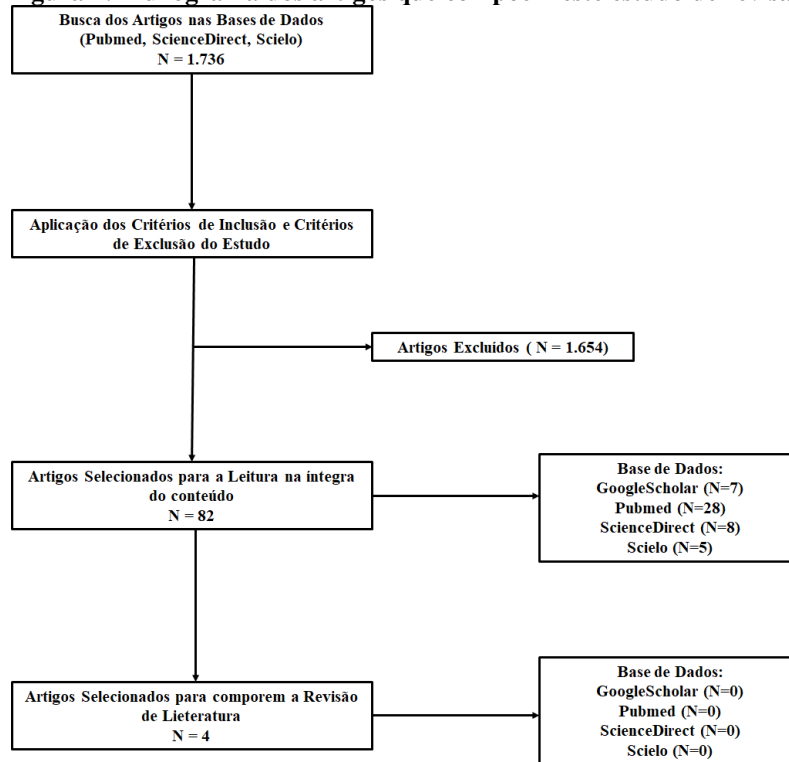 Busca dos Artigos nas Bases de Dados
(Pubmed, ScienceDirect, Scielo)
N = 1.736
Aplicação dos Critérios de Inclusão e Critérios
de Exclusão do Estudo
Artigos Excluídos ( N = 1.654)
Artigos Selecionados para a Leitura na íntegra
do conteúdo
N = 82
Base de Dados:
GoogleScholar (N=7)
Pubmed (N=28)
ScienceDirect (N=8)
Scielo (N=5)
Artigos Selecionados para comporem a Revisão
de Lieteratura
N = 4
Base de Dados:
GoogleScholar (N=0)
Pubmed (N=0)
ScienceDirect (N=0)
Scielo (N=0)